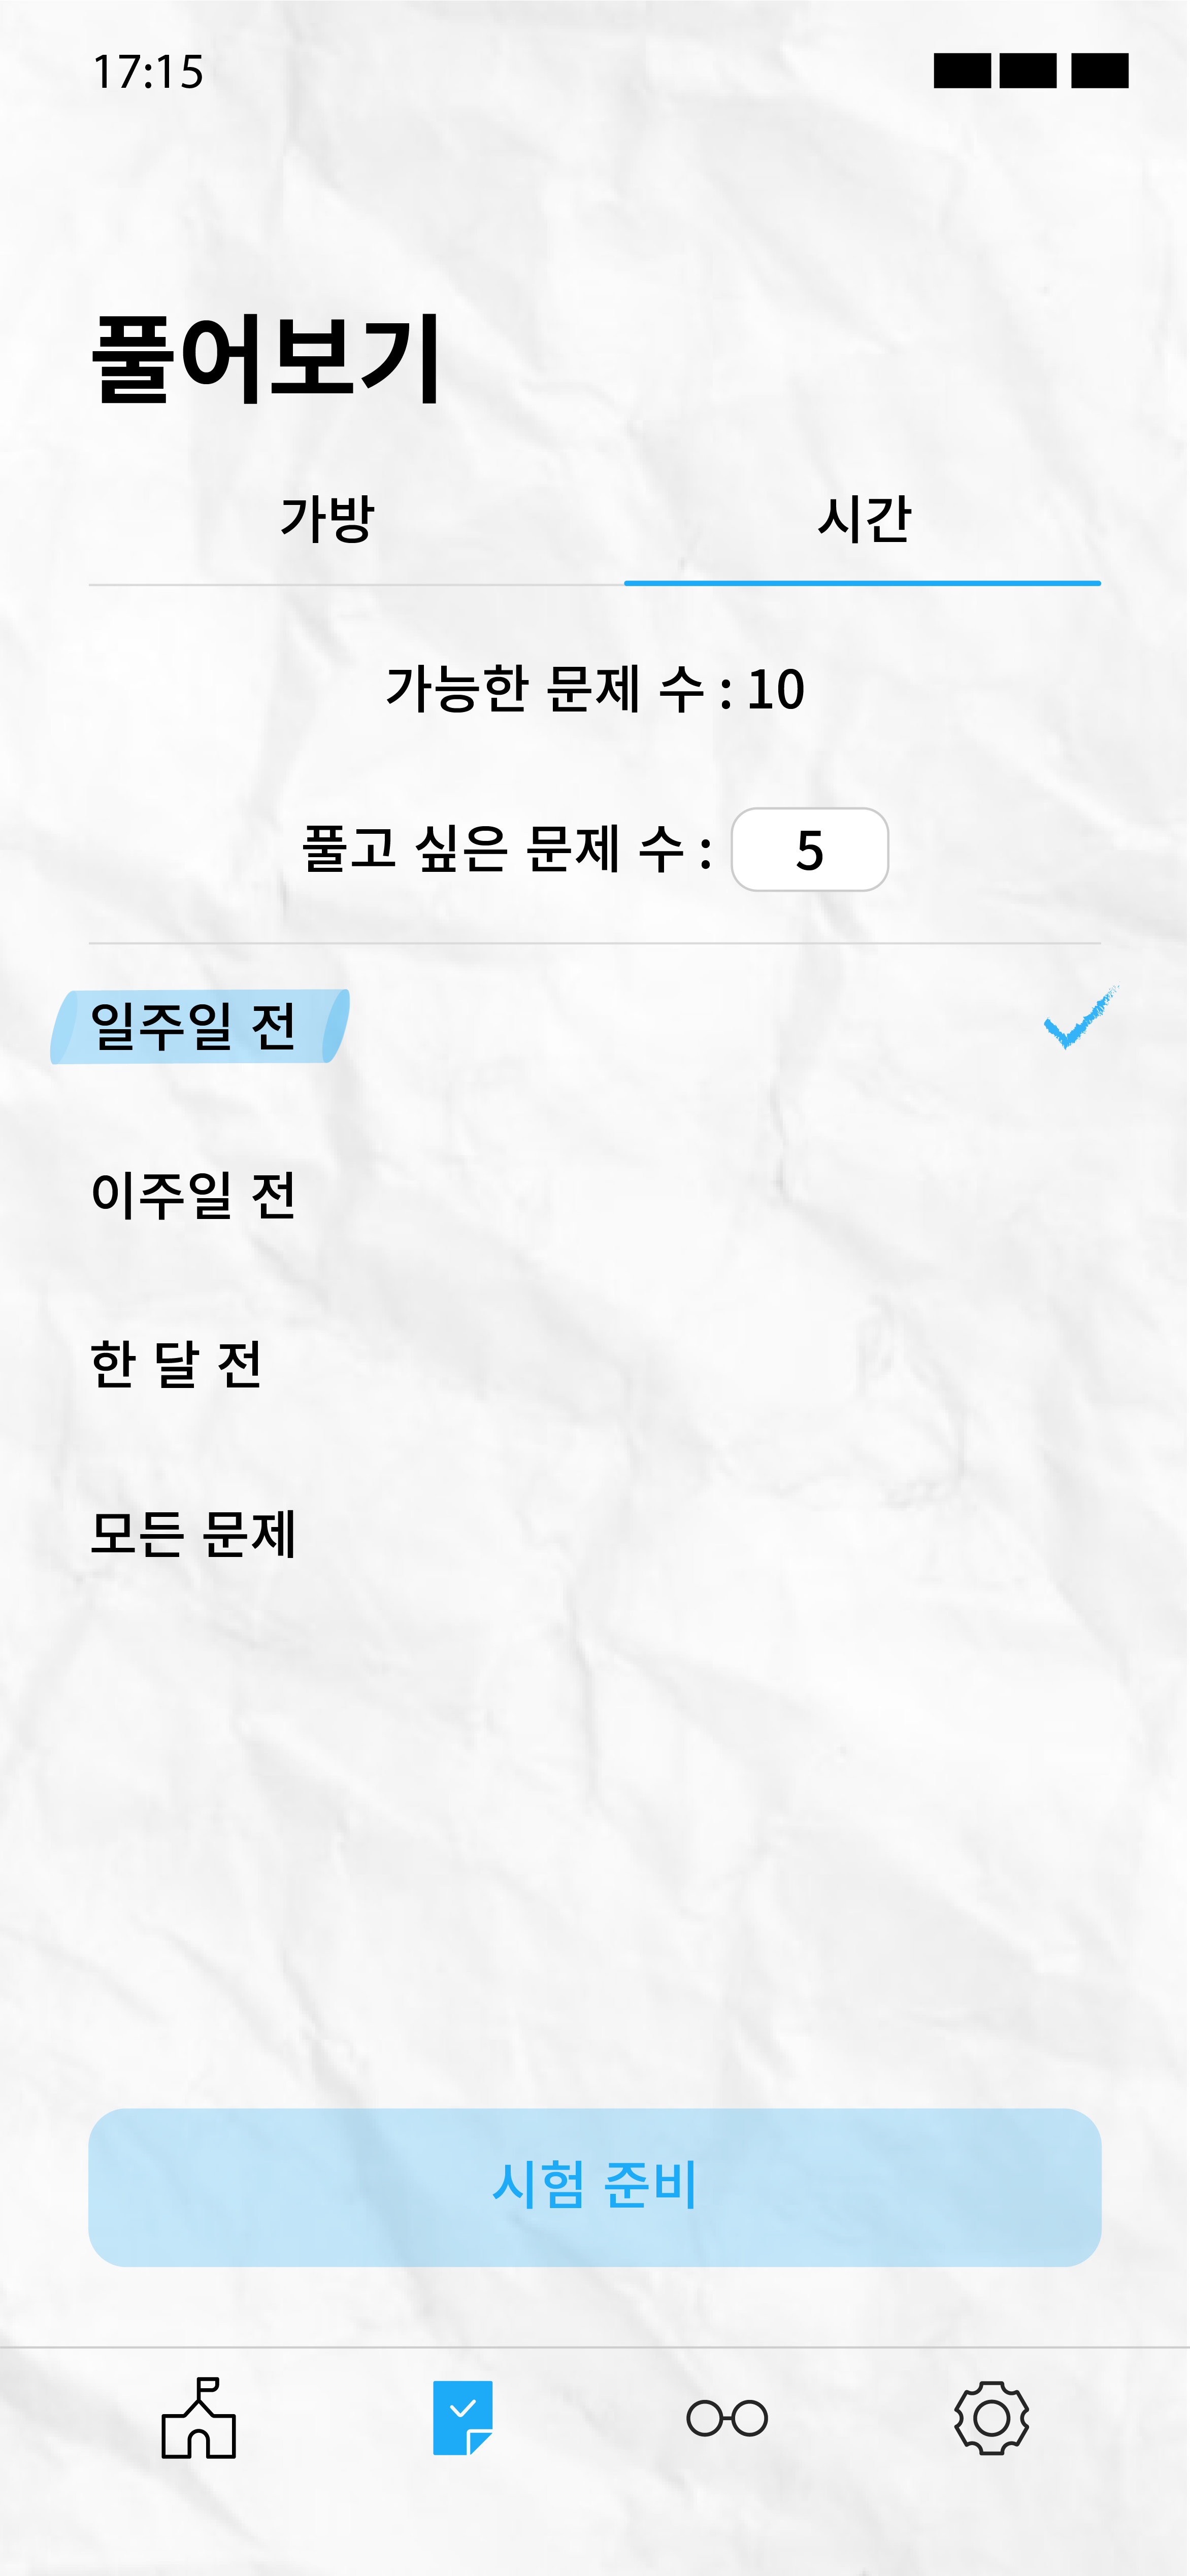 17:15
풀어보기
가방 시간
가능한 문제 수 : 10
풀고 싶은 문제 수 : 5
일주일 전
이주일 전
한 달 전
모든 문제
시험 준비